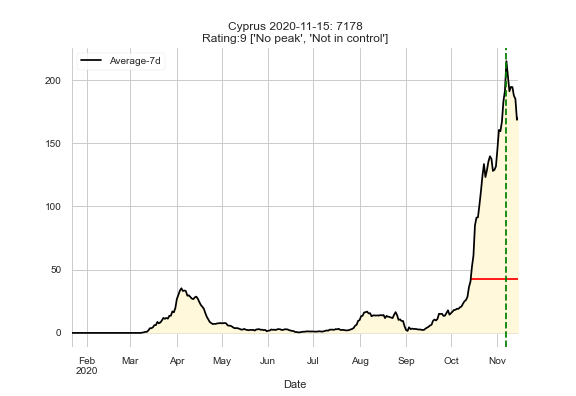 Cyprus 2020-11-15: 7178
Rating:9 ['No peak', 'Not in control']
Average-7d
200
150
100
50
0
Feb Mar Apr May Jun Jul Aug Sep Oct Nov
2020
Date